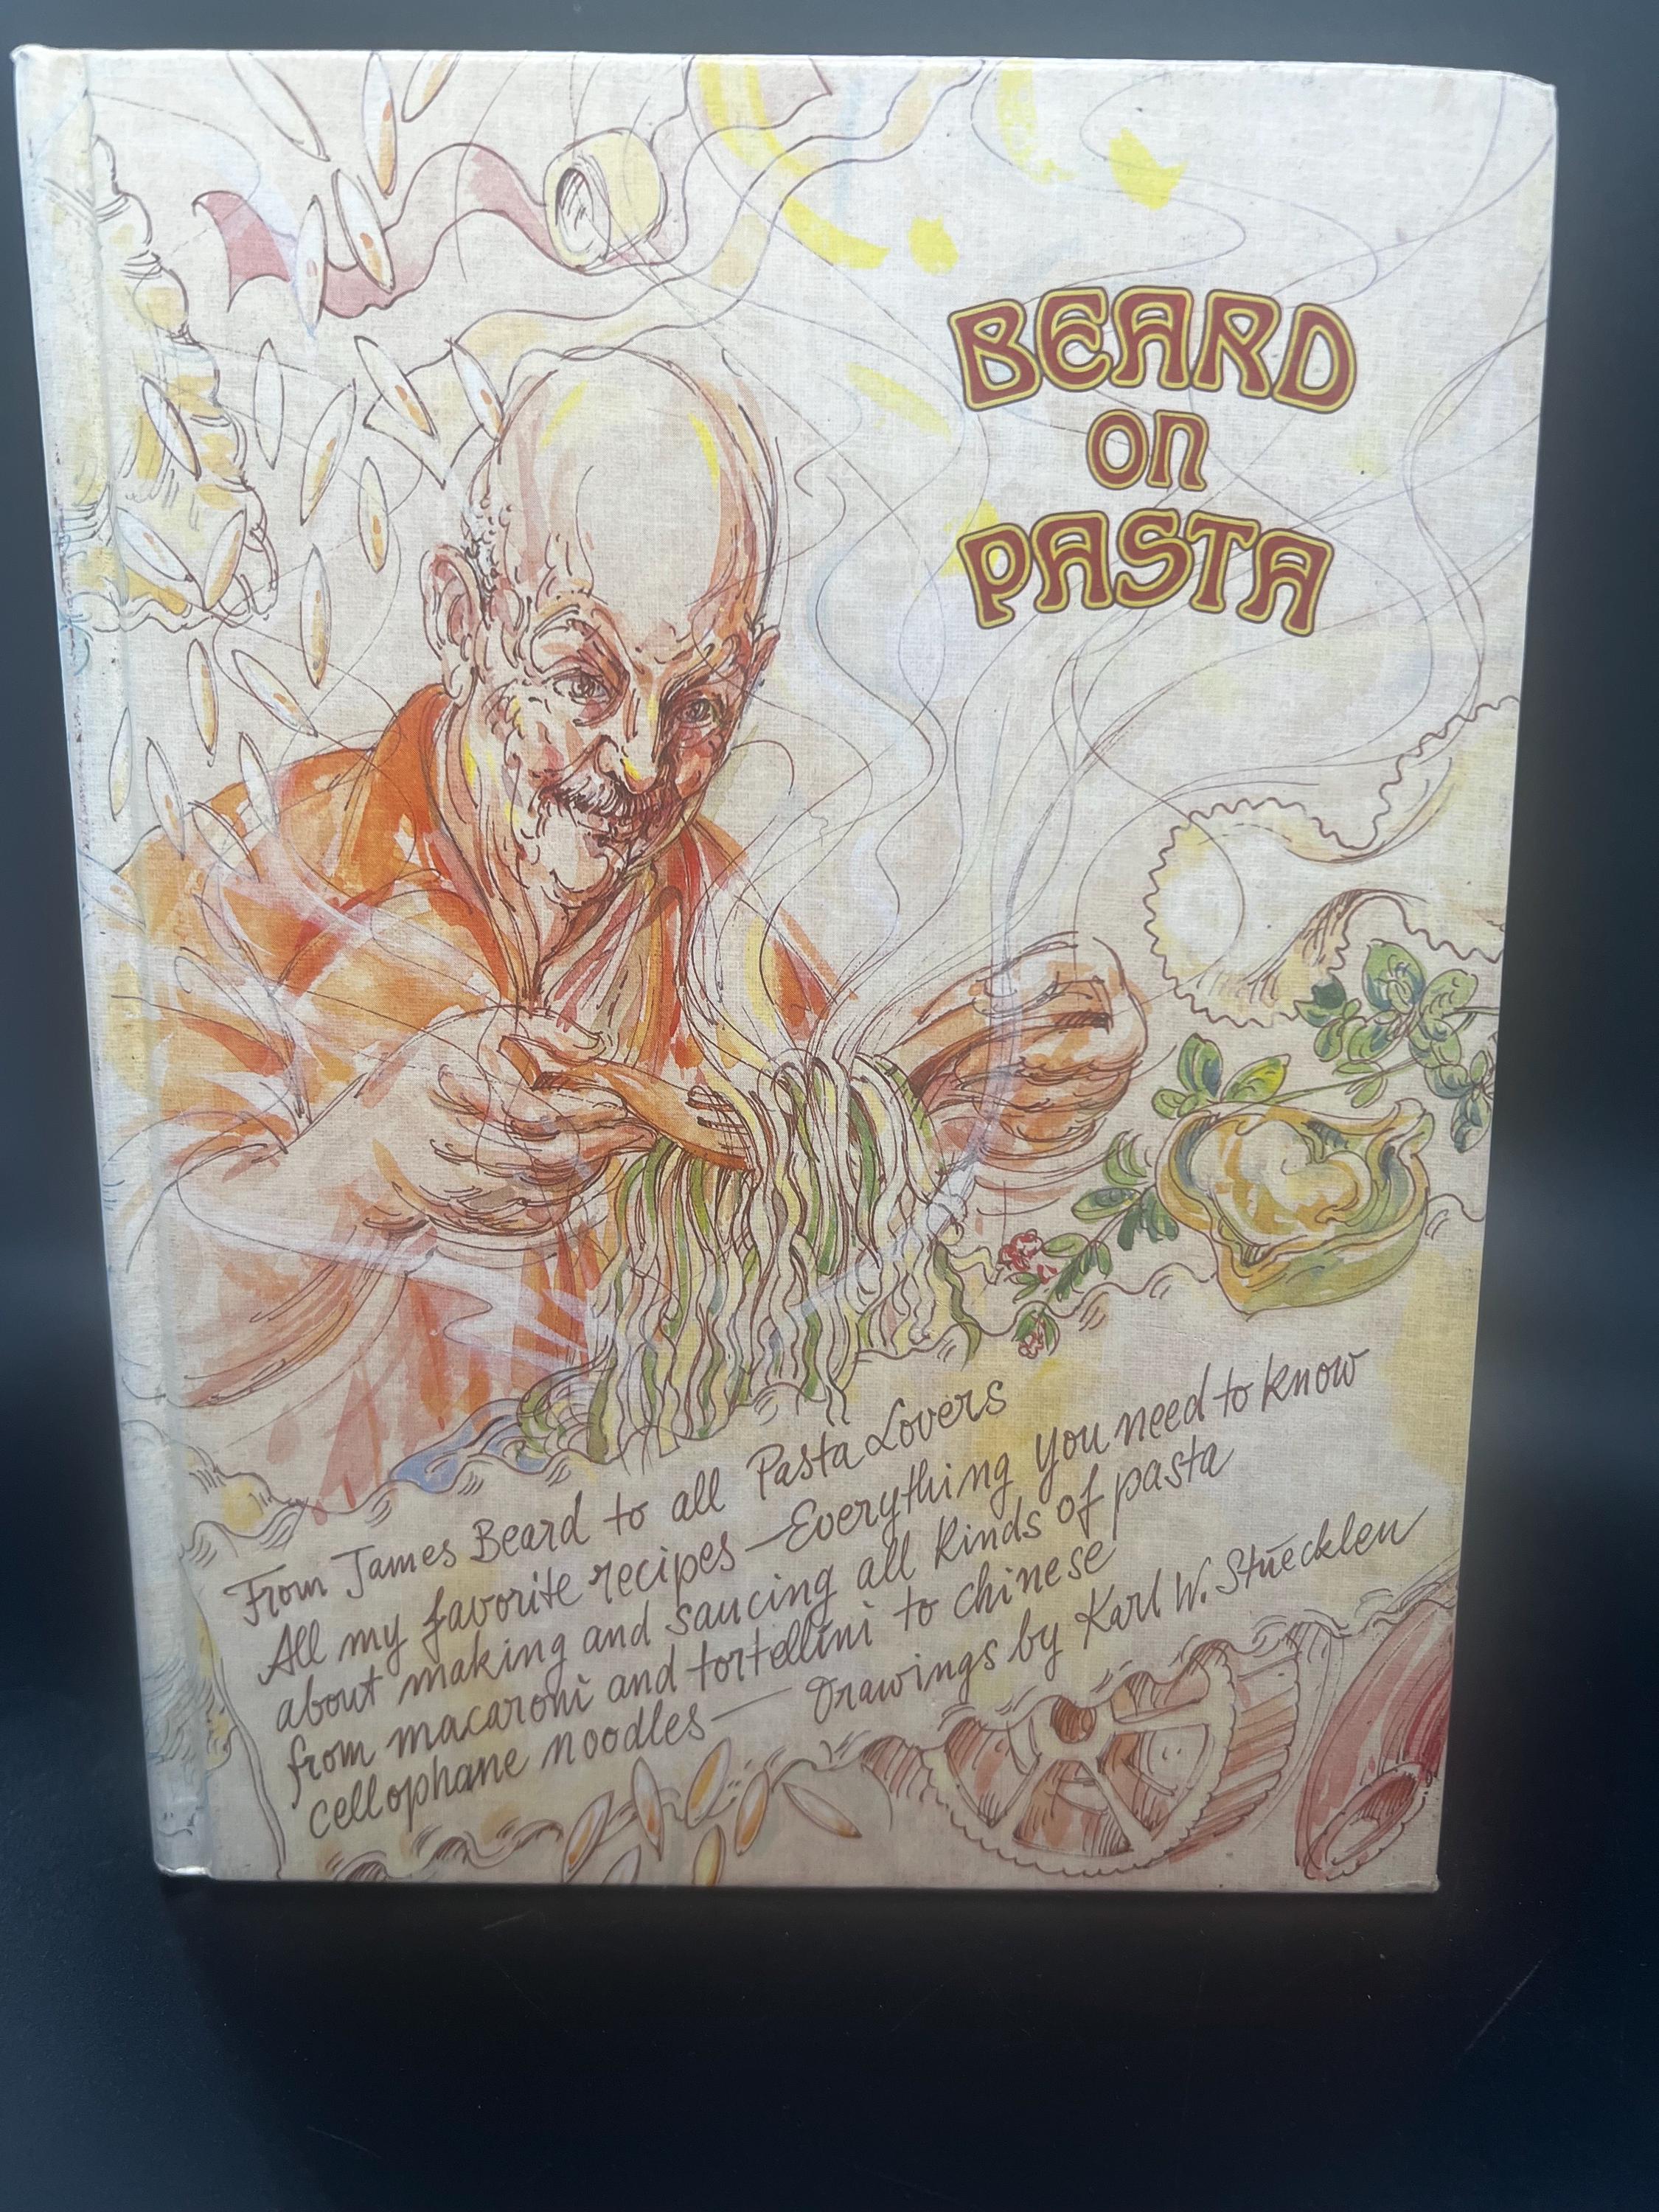 BEARD
on
PASTA
From James Beard to all Pasta Lovers
All my favorite recipes—Everything you need to know
about making and saucing all kinds of pasta
from macaroni and tortellini to chinese
cellophane noodles— Drawings by Karl W. Stuecklen